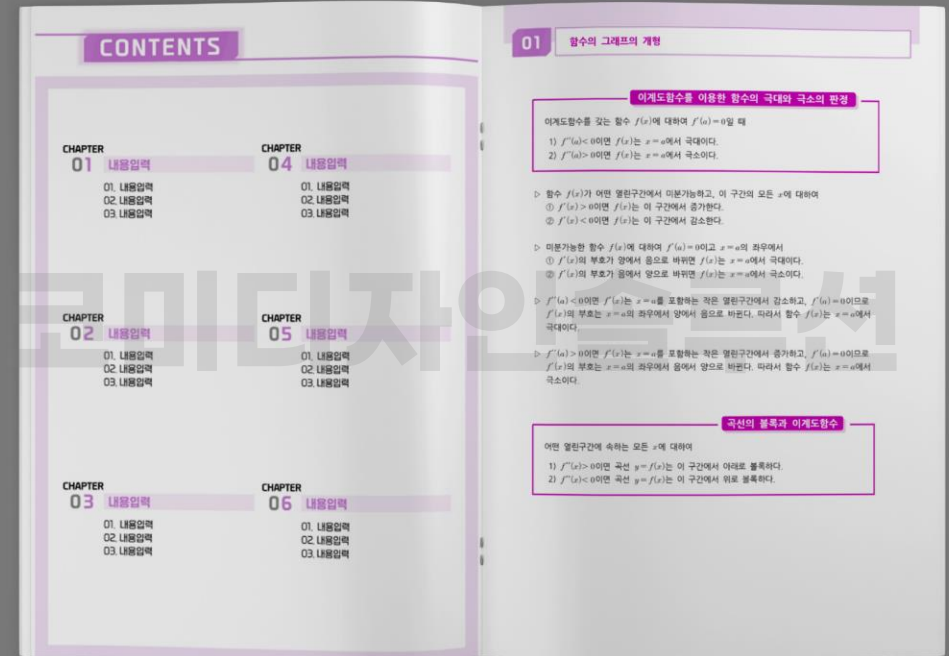 CONTENTS
CHAPTER
01 내용입력
01. 내용입력
02. 내용입력
03. 내용입력
CHAPTER
02 내용입력
01. 내용입력
02. 내용입력
03. 내용입력
CHAPTER
03 내용입력
01. 내용입력
02. 내용입력
03. 내용입력
CHAPTER
04 내용입력
01. 내용입력
02. 내용입력
03. 내용입력
CHAPTER
05 내용입력
01. 내용입력
02. 내용입력
03. 내용입력
CHAPTER
06 내용입력
01. 내용입력
02. 내용입력
03. 내용입력
01 함수의 그래프의 개형
이계도함수를 이용한 함수의 극대와 극소의 판정
이계도함수를 갖는 함수 f(x)에 대하여 f′(a)=0일 때
1) f″(a)<0이면 f(x)는 x=a에서 극대이다.
2) f″(a)>0이면 f(x)는 x=a에서 극소이다.
▷ 함수 f(x)가 어떤 열린구간에서 미분가능하고, 이 구간의 모든 x에 대하여
① f′(x)>0이면 f(x)는 이 구간에서 증가한다.
② f′(x)<0이면 f(x)는 이 구간에서 감소한다.
▷ 미분가능한 함수 f(x)에 대하여 f′(a)=0이고 x=a의 좌우에서
① f′(x)의 부호가 양에서 음으로 바뀌면 f(x)는 x=a에서 극대이다.
② f′(x)의 부호가 음에서 양으로 바뀌면 f(x)는 x=a에서 극소이다.
▷ f″(a)<0이면 f′(x)는 x=a를 포함하는 작은 열린구간에서 감소하고, f′(a)=0이므로
f′(x)의 부호는 x=a의 좌우에서 양에서 음으로 바뀐다. 따라서 함수 f(x)는 x=a에서
극대이다.
▷ f″(a)>0이면 f′(x)는 x=a를 포함하는 작은 열린구간에서 증가하고, f′(a)=0이므로
f′(x)의 부호는 x=a의 좌우에서 음에서 양으로 바뀐다. 따라서 함수 f(x)는 x=a에서
극소이다.
곡선의 볼록과 이계도함수
어떤 열린구간에 속하는 모든 x에 대하여
1) f″(x)>0이면 곡선 y=f(x)는 이 구간에서 아래로 볼록하다.
2) f″(x)<0이면 곡선 y=f(x)는 이 구간에서 위로 볼록하다.
코미디자인솔루션